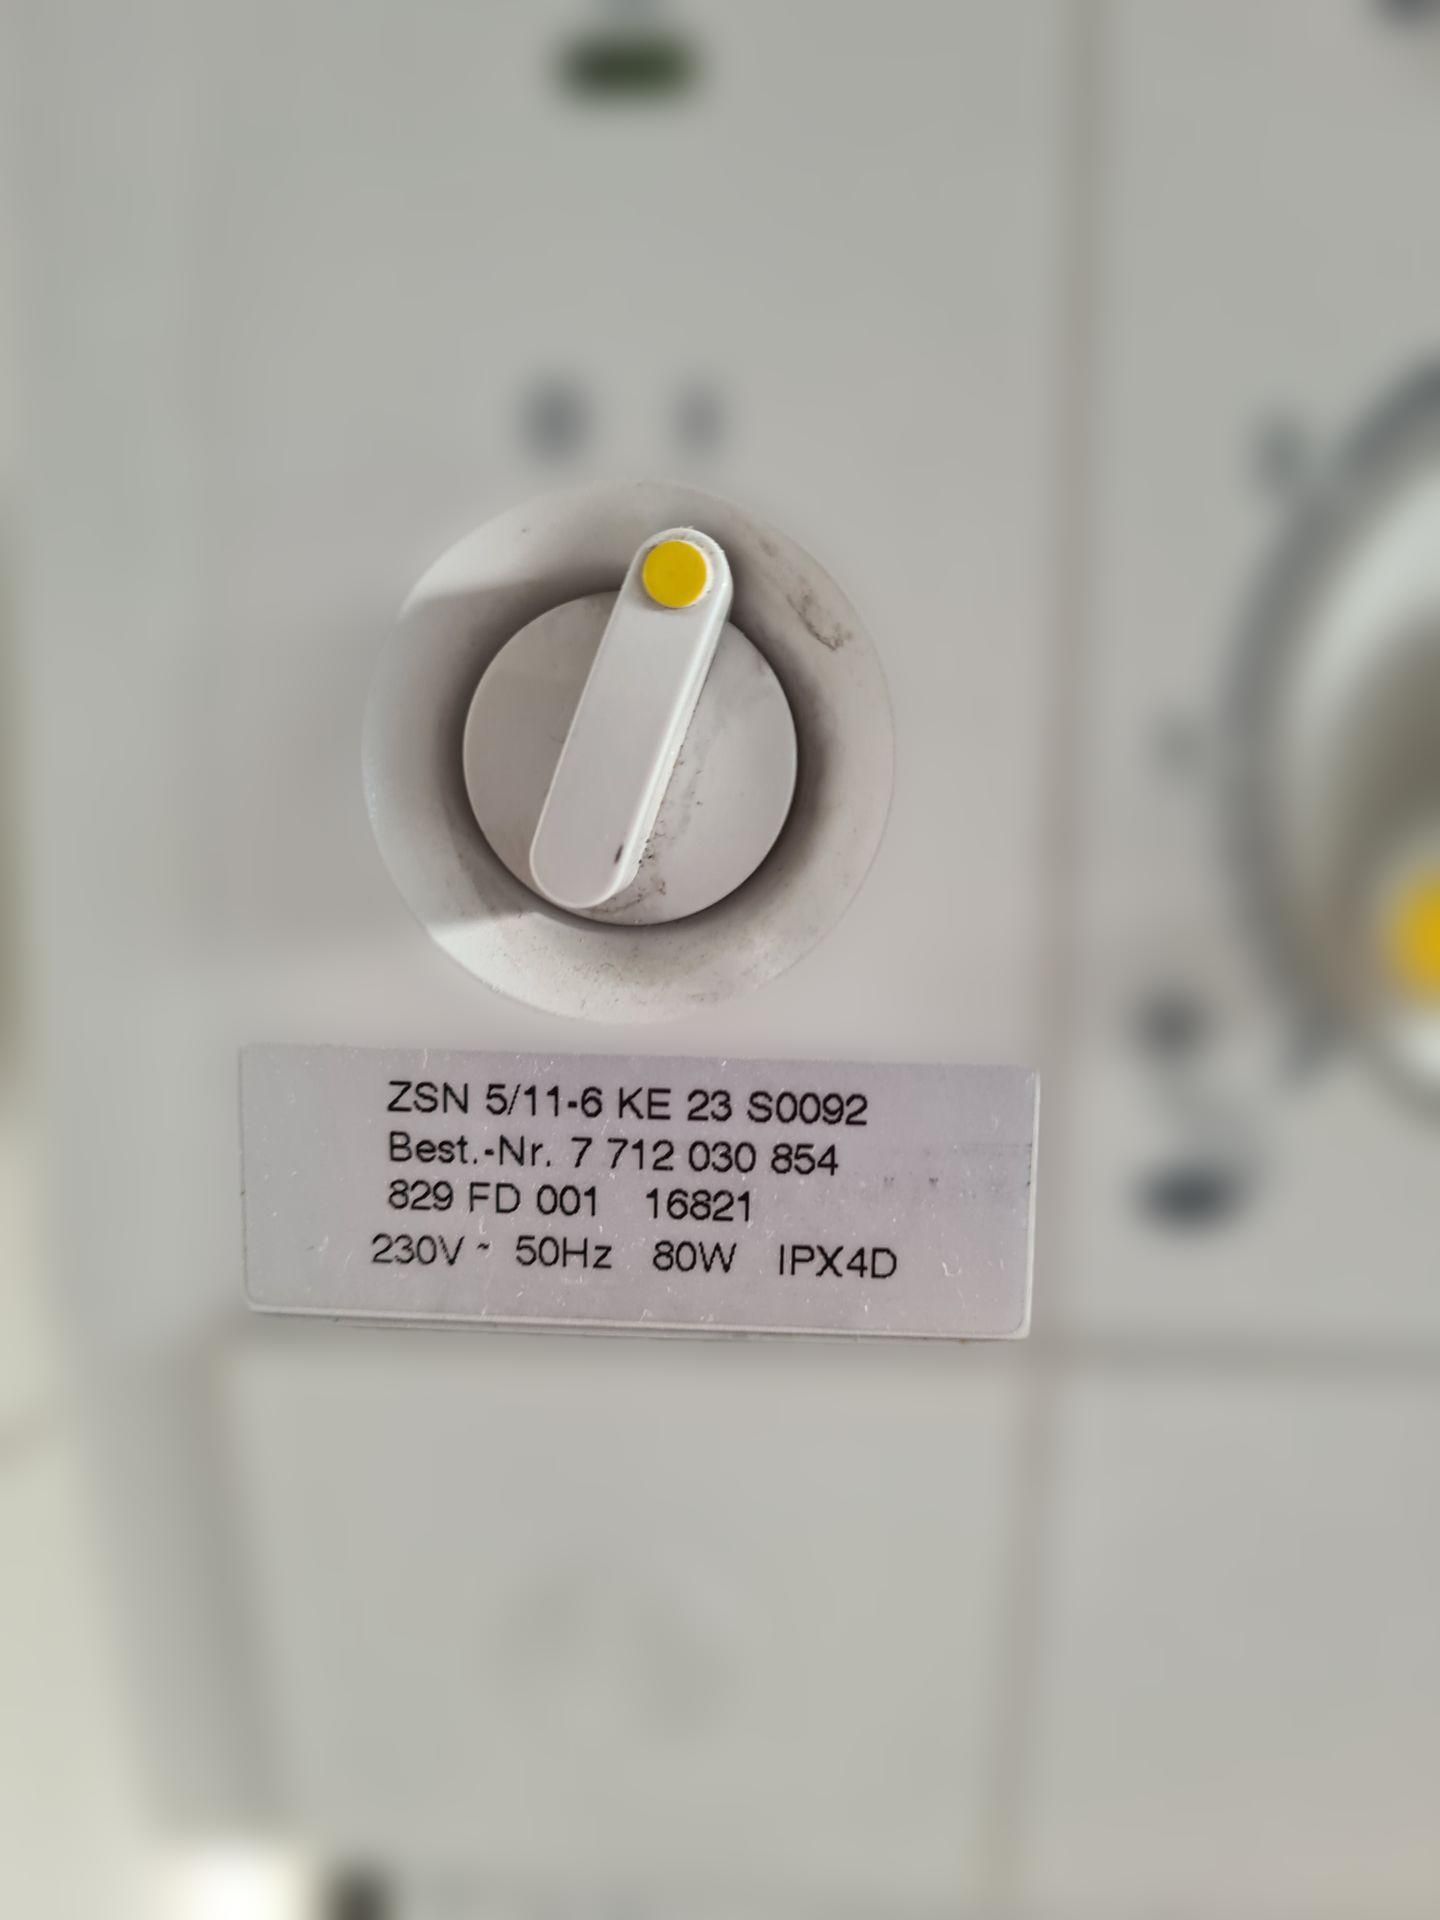 ZSN 5/11-6 KE 23 S0092
Best.-Nr. 7 712 030 854
829 FD 001 16821
230V ~ 50Hz 80W IPX4D